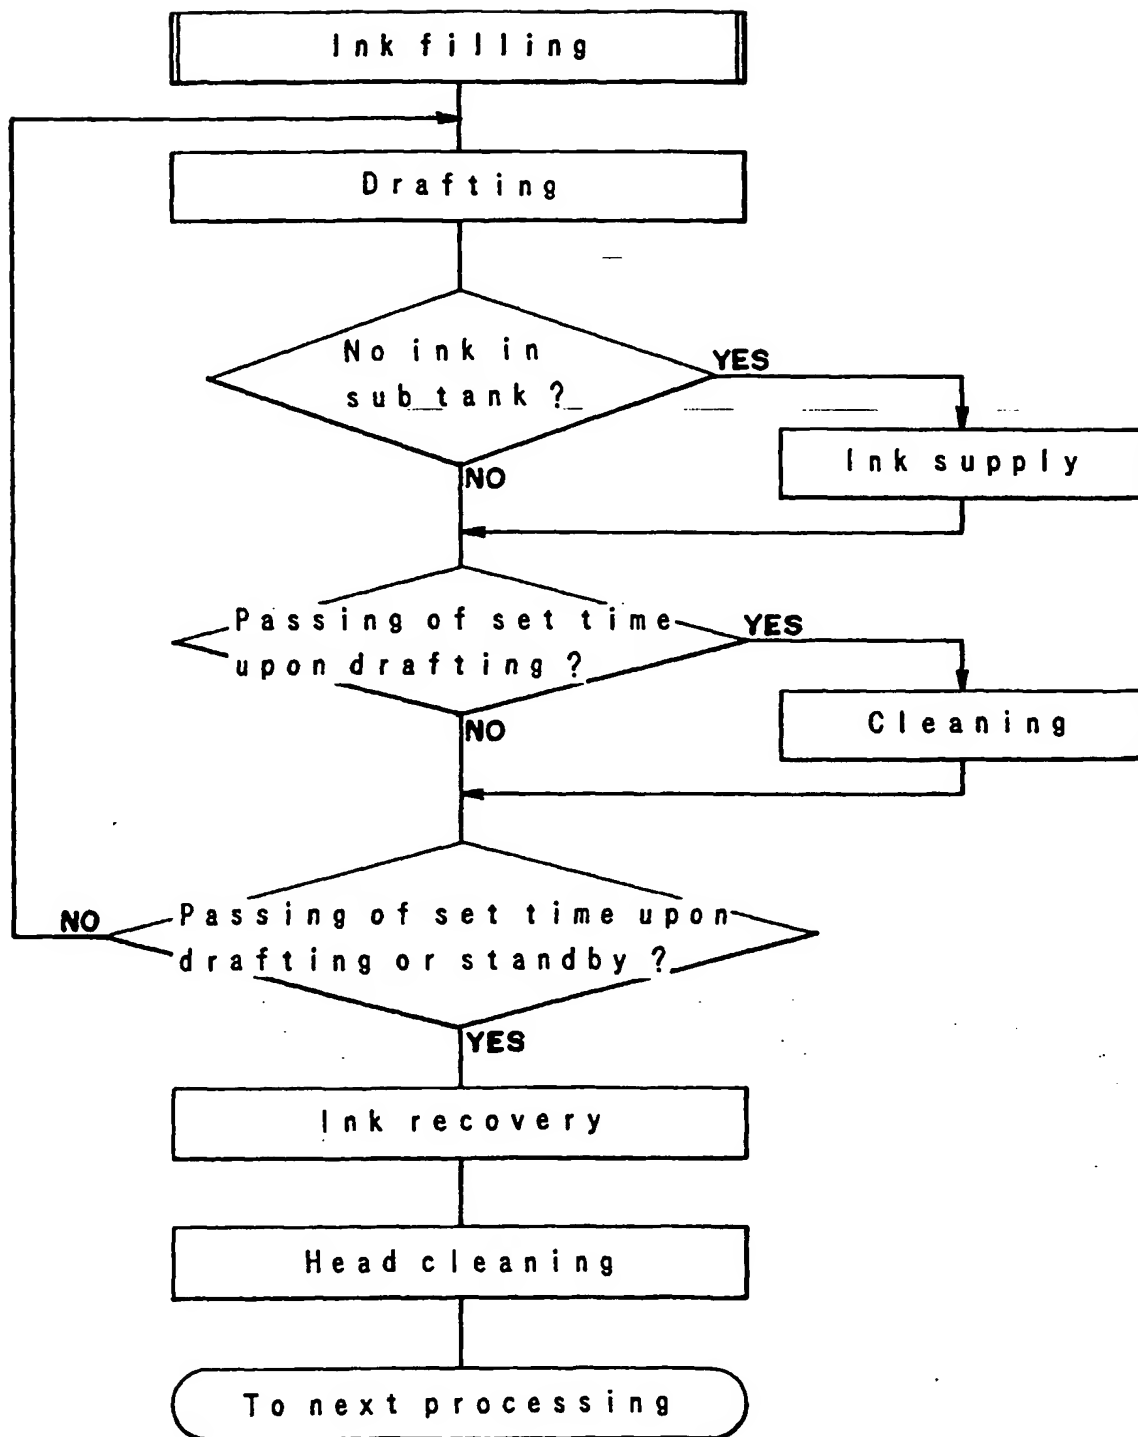 Ink filling
Drafting
No ink in
sub tank ?
YES
NO
Ink supply
Passing of set time
upon drafting ?
YES
NO
Cleaning
Passing of set time upon
drafting or standby ?
NO
YES
Ink recovery
Head cleaning
To next processing